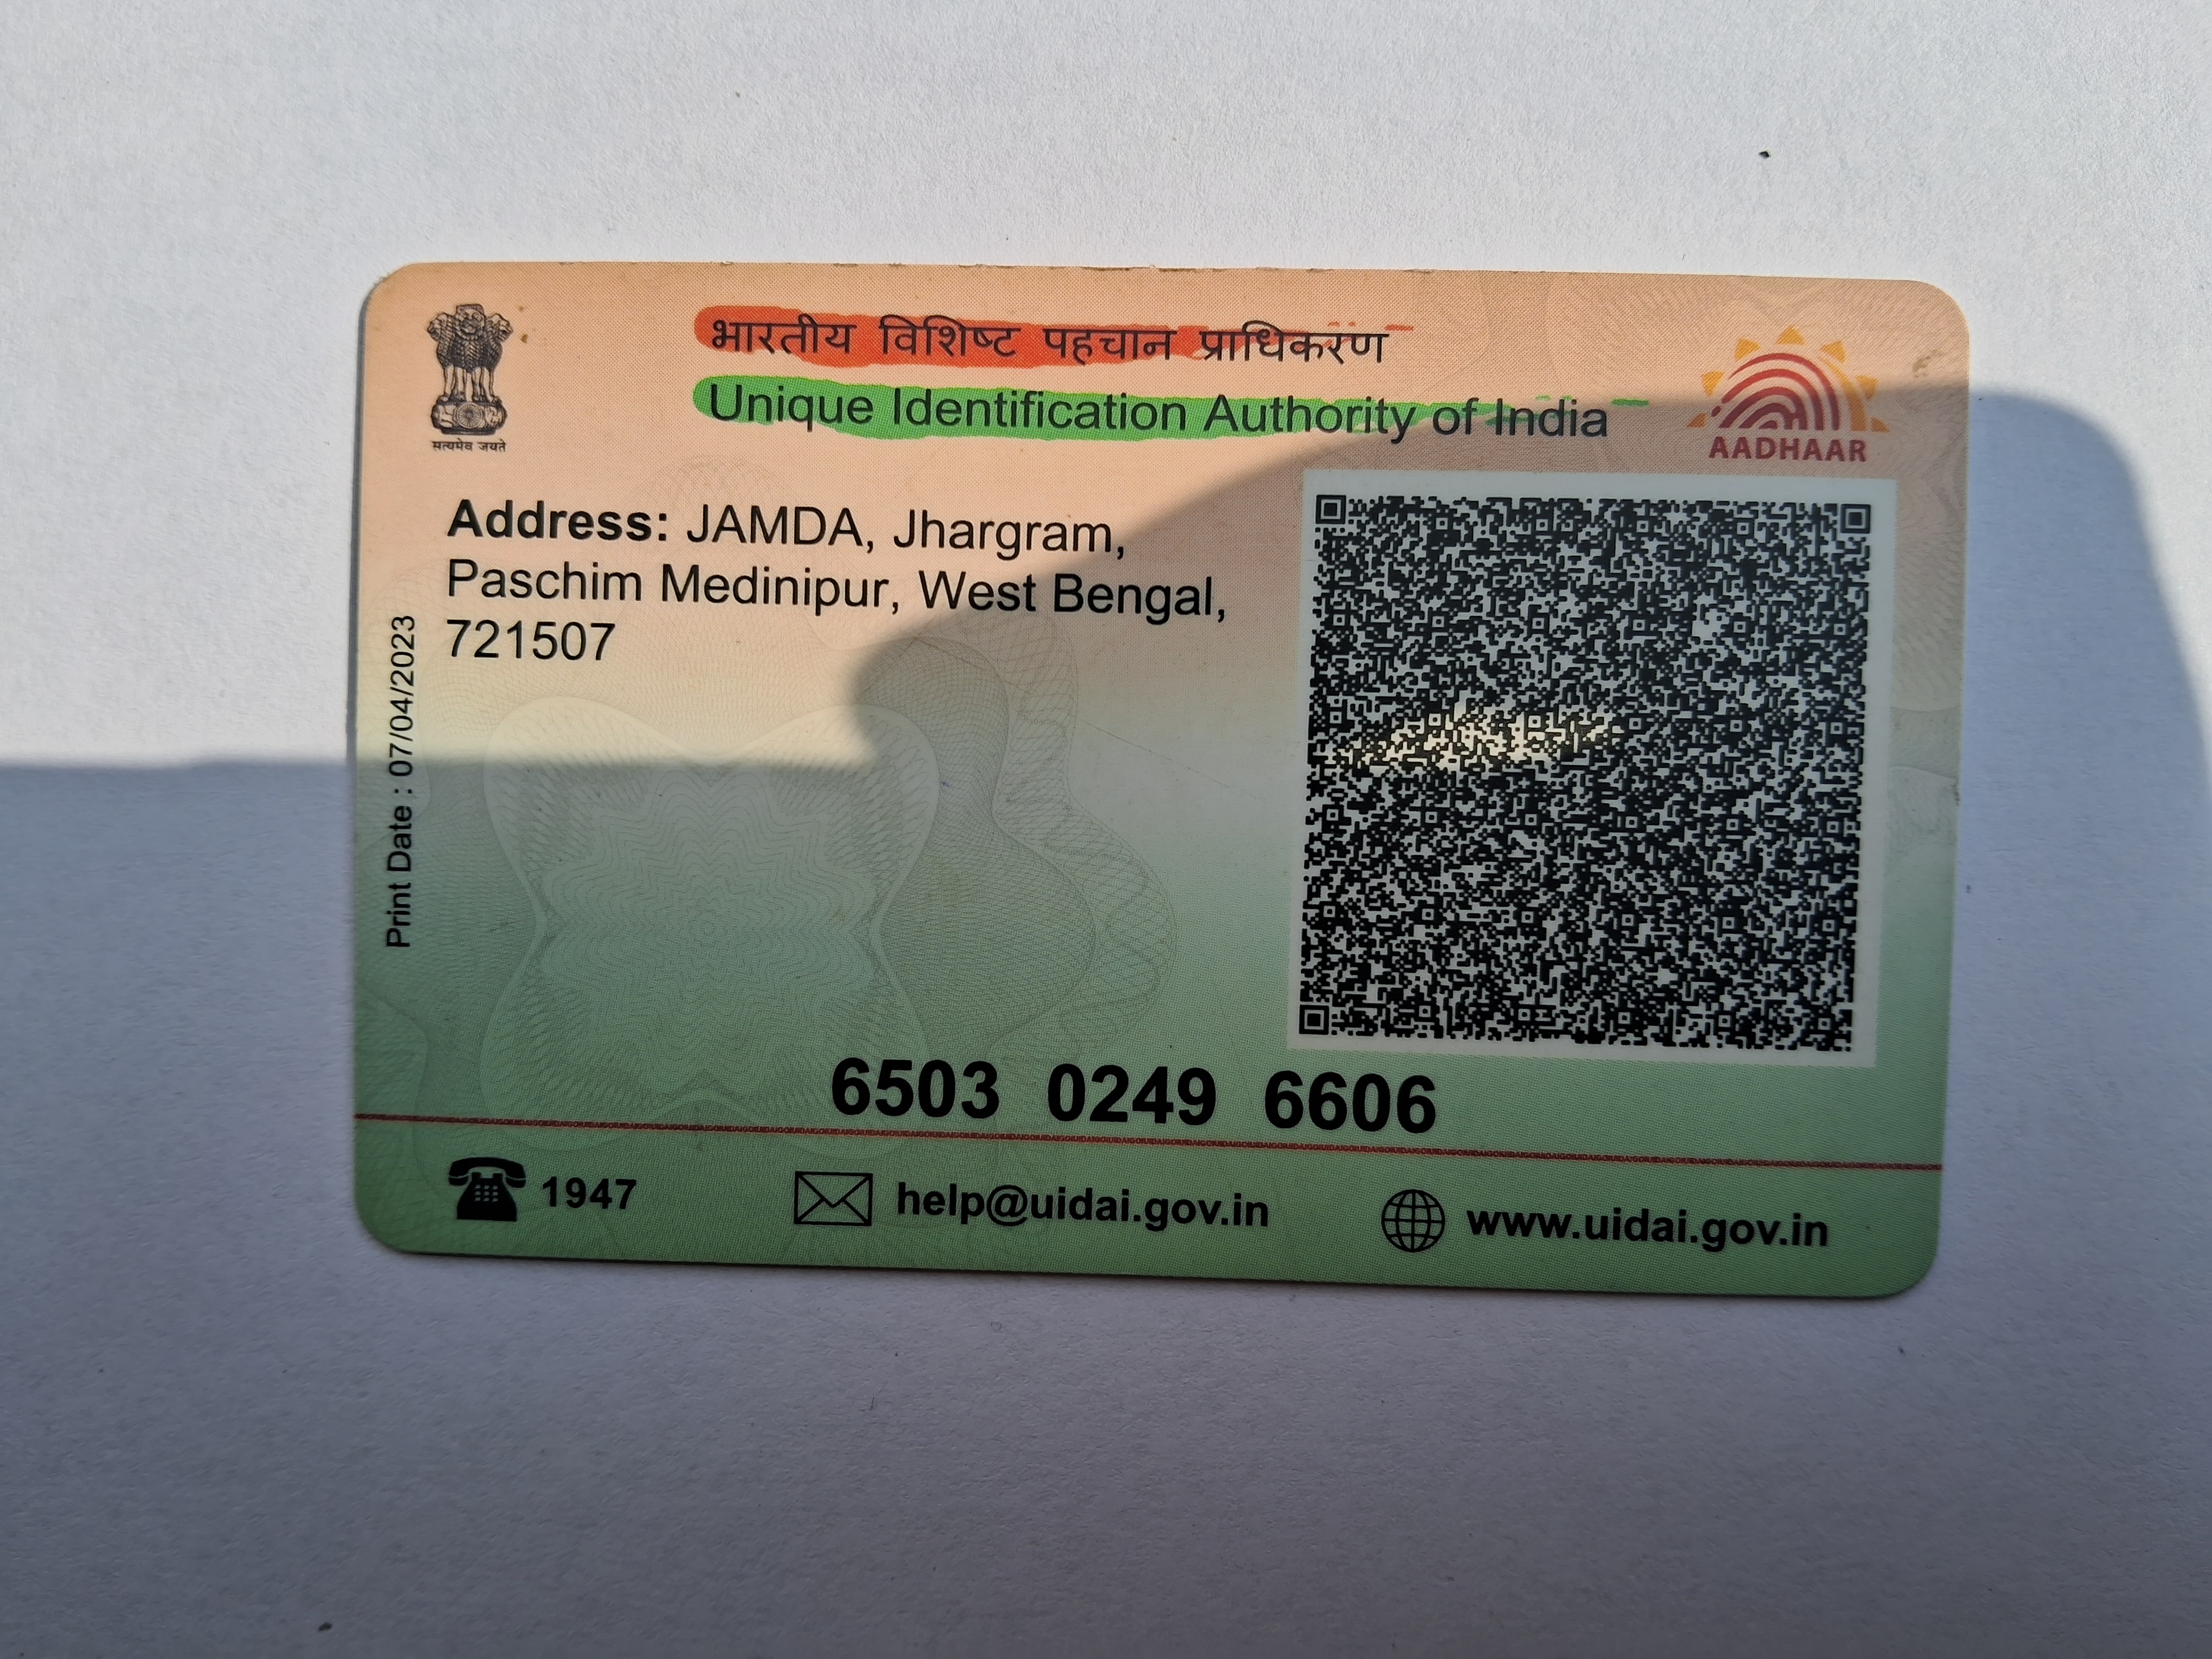 भारतीय विशिष्ट पहचान प्राधिकरण
Unique Identification Authority of India
सत्यमेव जयते
AADHAAR
Address: JAMDA, Jhargram,
Paschim Medinipur, West Bengal,
721507
Print Date : 07/04/2023
6503 0249 6606
1947
help@uidai.gov.in
www.uidai.gov.in